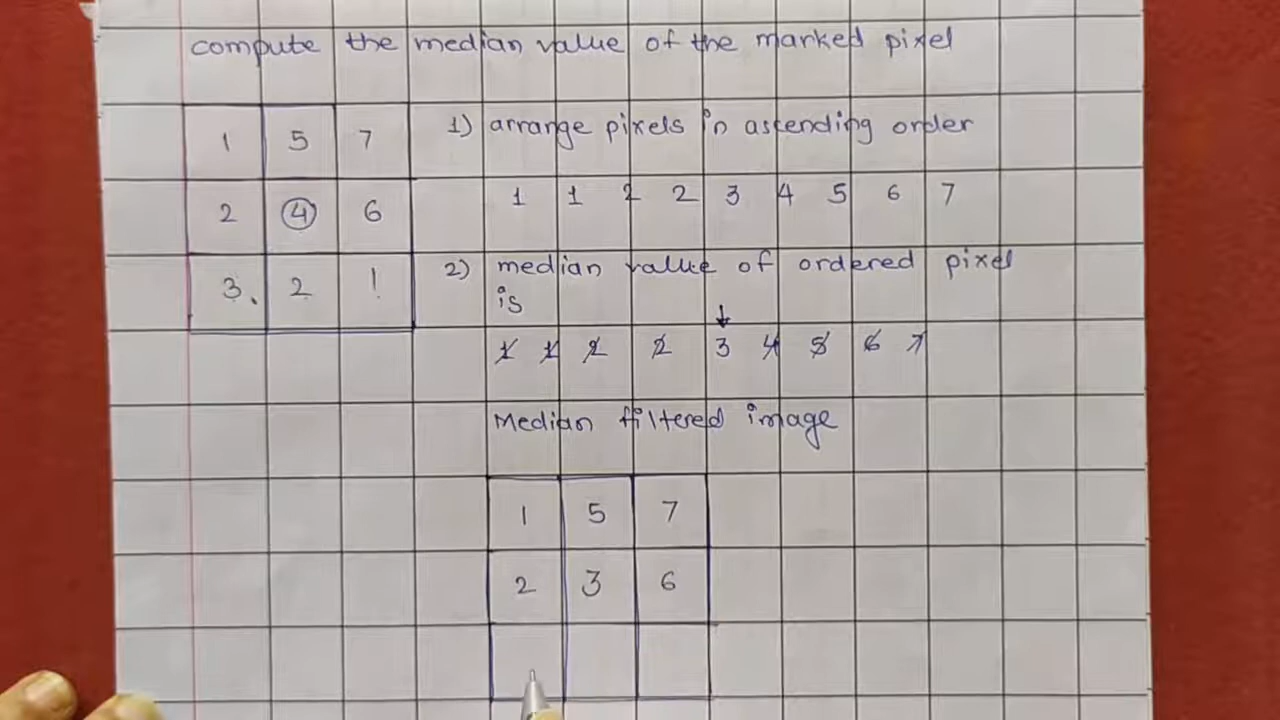 compute the median value of the marked pixel
1 5 7
2 4 6
3. 2 1
1) arrange pixels in ascending order
1 1 2 2 3 4 5 6 7
2) median value of ordered pixel
is
1 1 2 2 3 4 5 6 7
Median filtered image
1 5 7
2 3 6